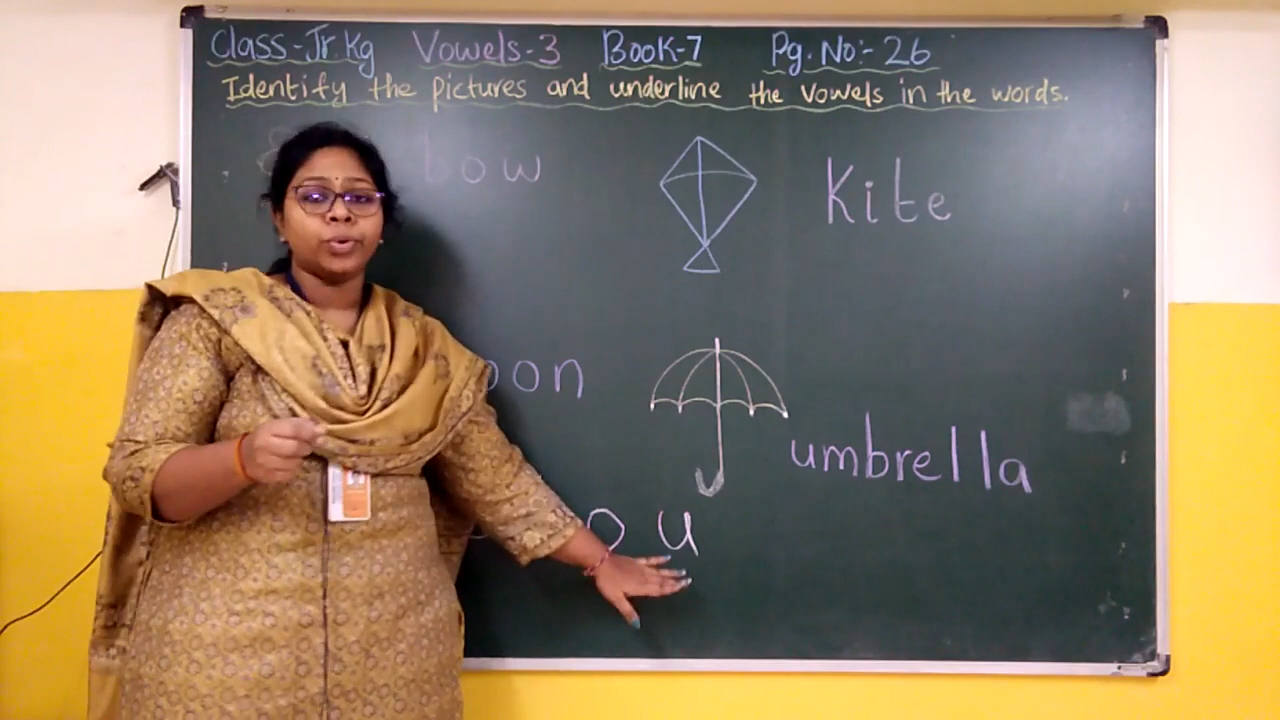 Class-Jr.Kg Vowels-3 Book-7 Pg.No:-26
Identify the pictures and underline the vowels in the words.
bow Kite
oon
umbrella
o u